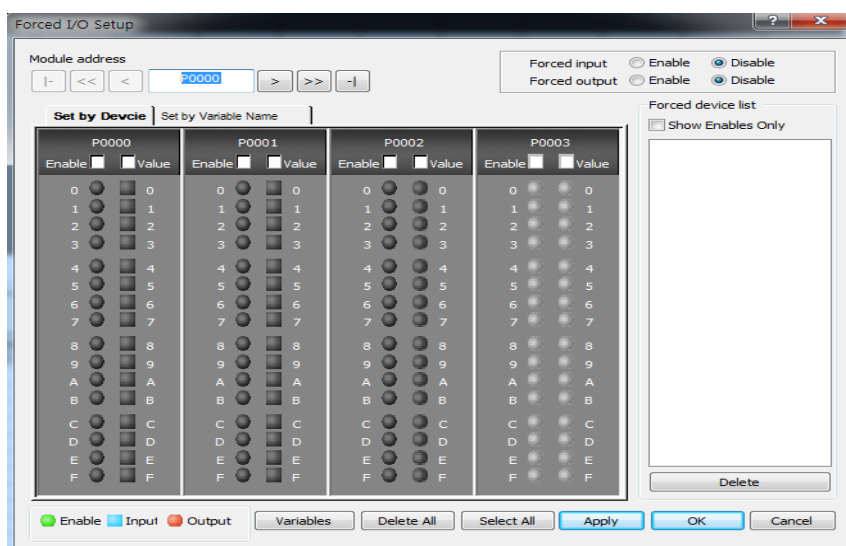 Forced I/O Setup
Module address
|- << < P0000 > >> -|
Forced input Enable Disable
Forced output Enable Disable
Set by Devcie Set by Variable Name
Forced device list
Show Enables Only
P0000 P0001 P0002 P0003
Enable Value Enable Value Enable Value Enable Value
0 0 0 0 0 0 0 0
1 1 1 1 1 1 1 1
2 2 2 2 2 2 2 2
3 3 3 3 3 3 3 3
4 4 4 4 4 4 4 4
5 5 5 5 5 5 5 5
6 6 6 6 6 6 6 6
7 7 7 7 7 7 7 7
8 8 8 8 8 8 8 8
9 9 9 9 9 9 9 9
A A A A A A A A
B B B B B B B B
C C C C C C C C
D D D D D D D D
E E E E E E E E
F F F F F F F F
Delete
Enable Input Output Variables Delete All Select All Apply OK Cancel